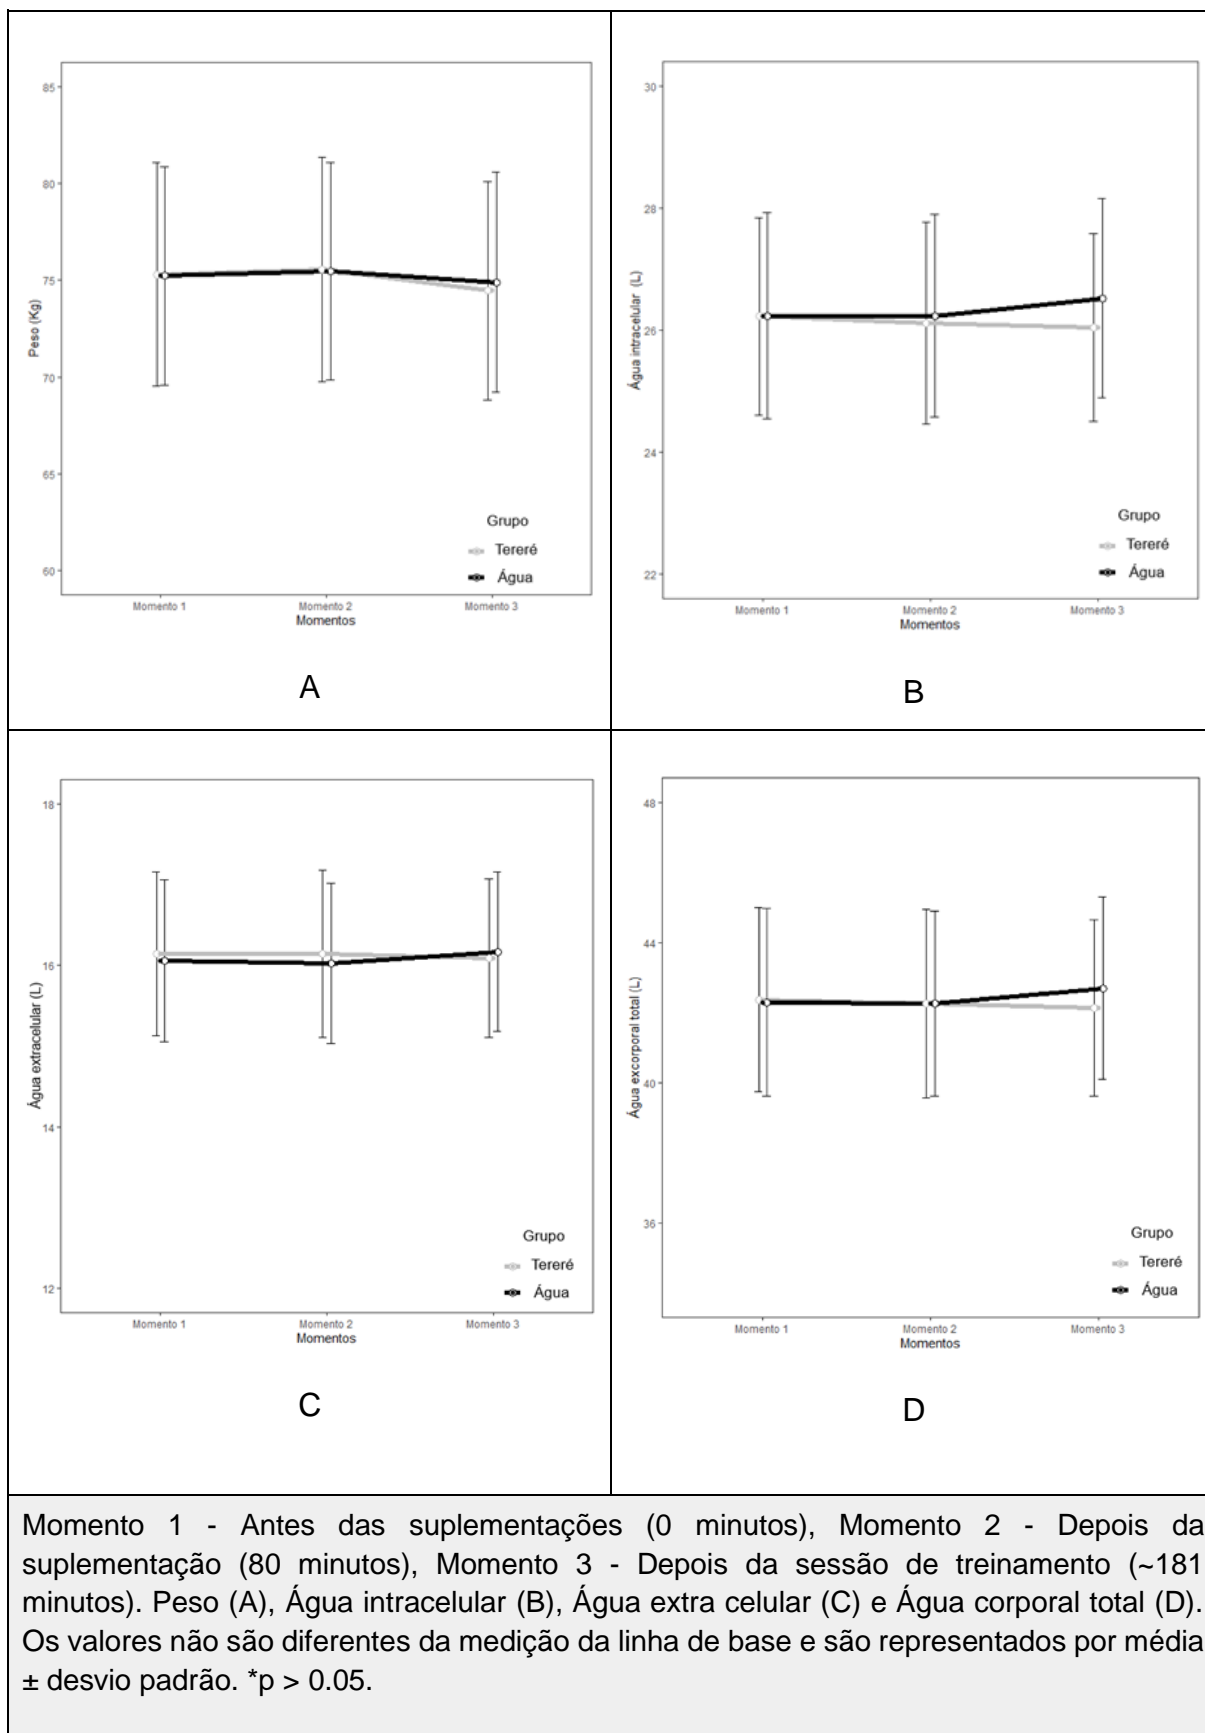 85
80
75
70
65
60
Peso (Kg)
Grupo
Tereré
Água
Momento 1
Momento 2
Momento 3
Momentos
A
30
28
26
24
22
Água intracelular (L)
Grupo
Tereré
Água
Momento 1
Momento 2
Momento 3
Momentos
B
18
16
14
12
Água extracelular (L)
Grupo
Tereré
Água
Momento 1
Momento 2
Momento 3
Momentos
C
48
44
40
36
Água excorporal total (L)
Grupo
Tereré
Água
Momento 1
Momento 2
Momento 3
Momentos
D
Momento 1 - Antes das suplementações (0 minutos), Momento 2 - Depois da
suplementação (80 minutos), Momento 3 - Depois da sessão de treinamento (~181
minutos). Peso (A), Água intracelular (B), Água extra celular (C) e Água corporal total (D).
Os valores não são diferentes da medição da linha de base e são representados por média
± desvio padrão. *p > 0.05.